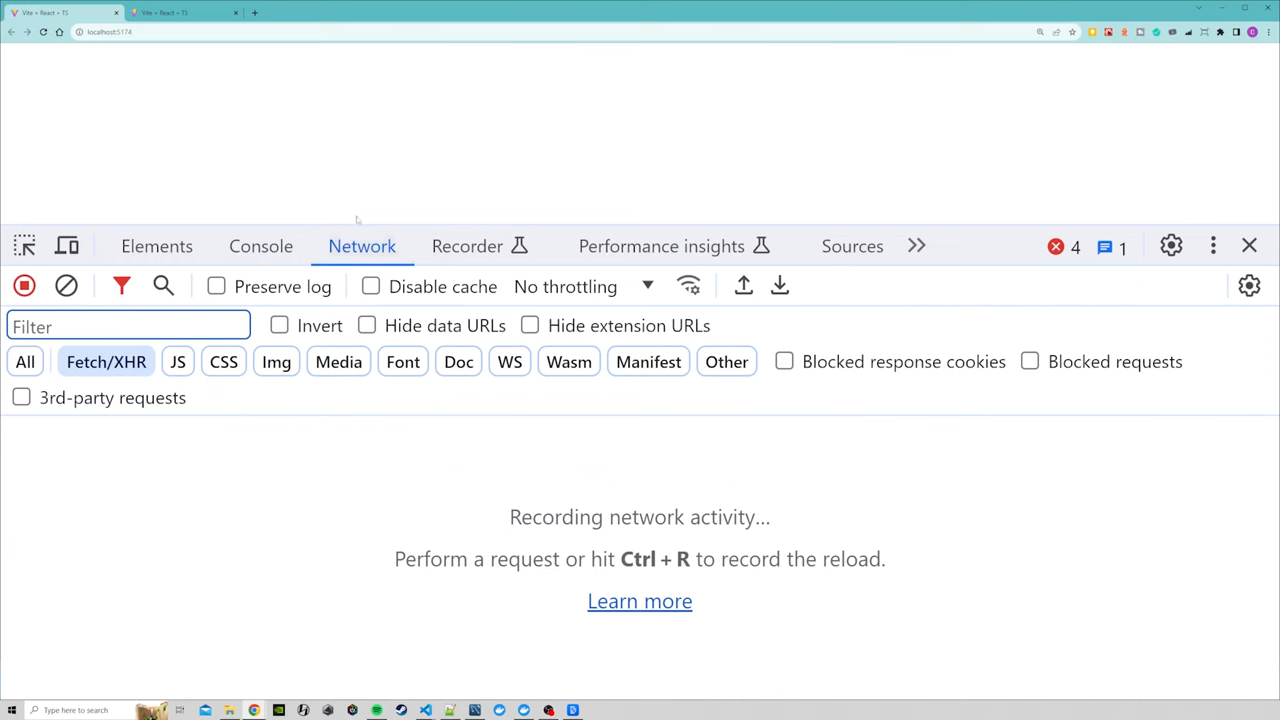 Vite + React + TS
Vite + React + TS
localhost:5174
Elements
Console
Network
Recorder
Performance insights
Sources
4
1
Preserve log
Disable cache
No throttling
Filter
Invert
Hide data URLs
Hide extension URLs
All
Fetch/XHR
JS
CSS
Img
Media
Font
Doc
WS
Wasm
Manifest
Other
Blocked response cookies
Blocked requests
3rd-party requests
Recording network activity...
Perform a request or hit Ctrl + R to record the reload.
Learn more
Type here to search